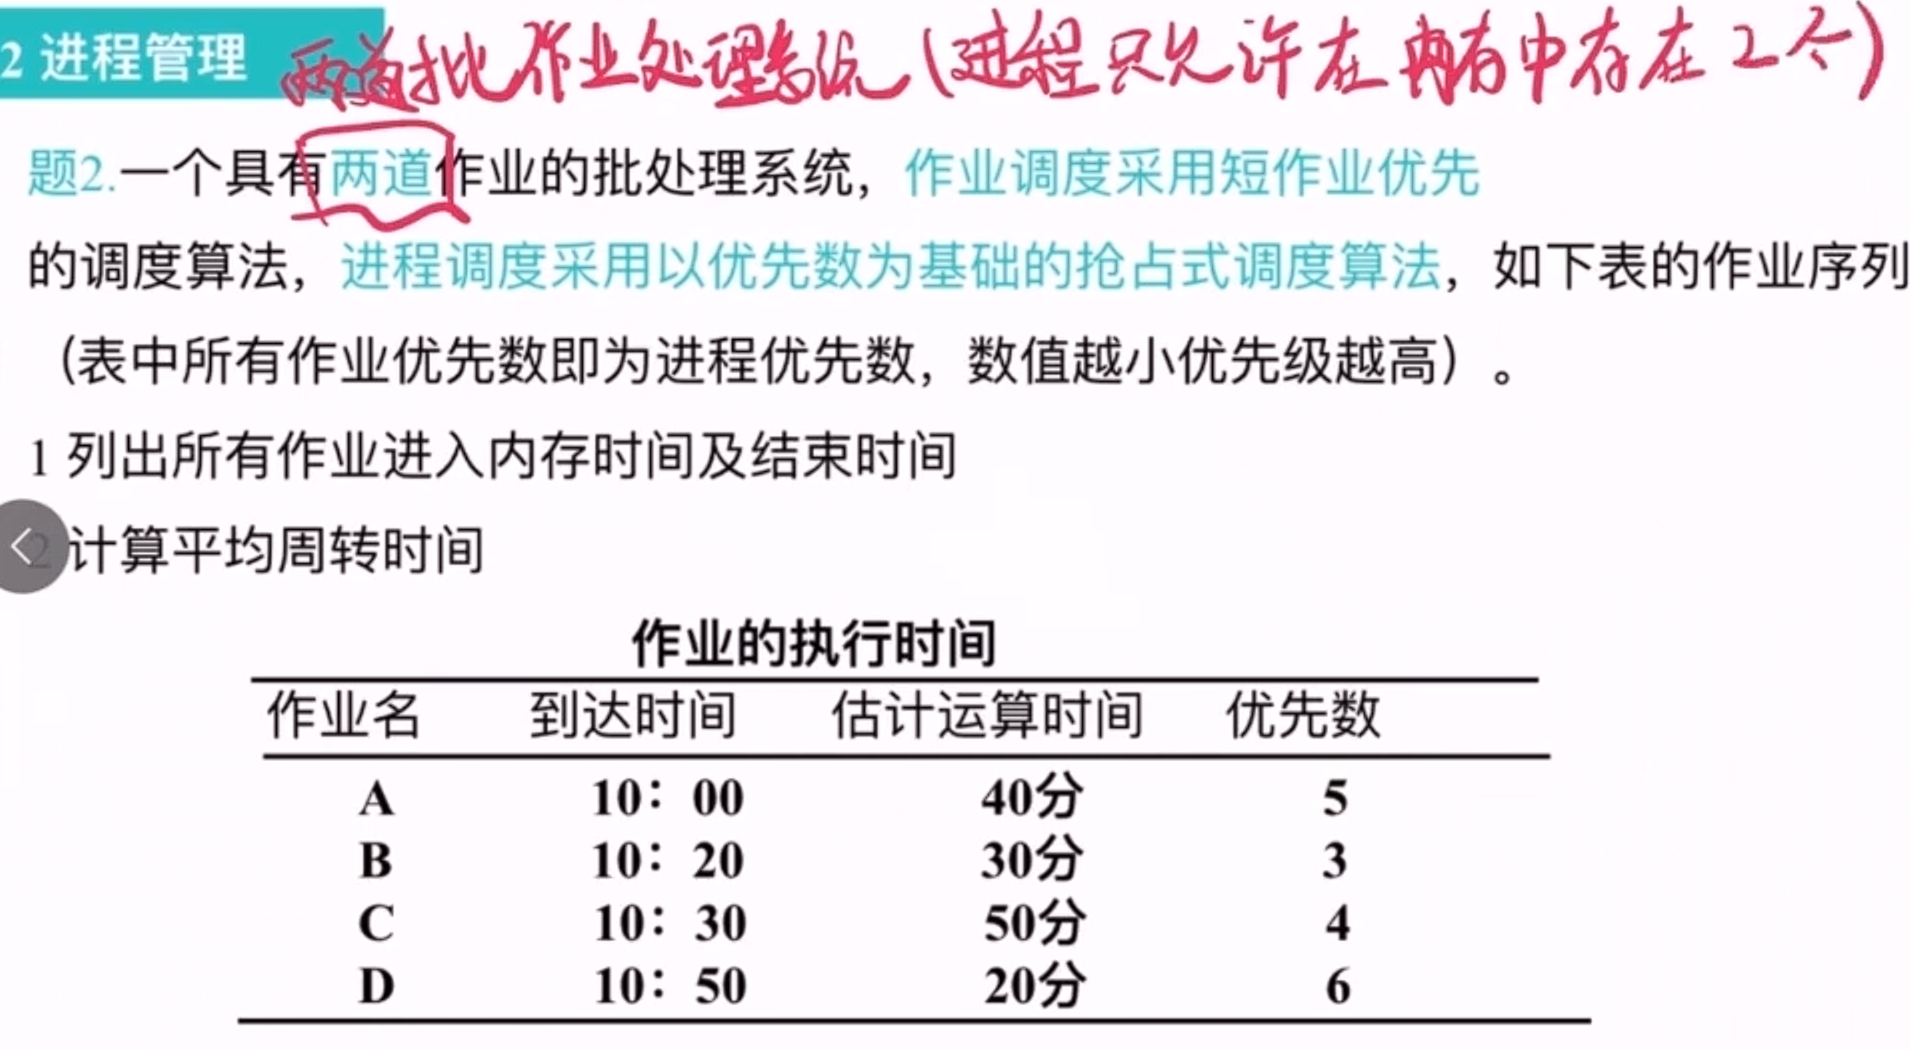 2 进程管理
两道批作业处理系统(进程只允许在内存中存在2个)
题2.一个具有两道作业的批处理系统，作业调度采用短作业优先
的调度算法，进程调度采用以优先数为基础的抢占式调度算法，如下表的作业序列
（表中所有作业优先数即为进程优先数，数值越小优先级越高）。
1 列出所有作业进入内存时间及结束时间
2 计算平均周转时间
作业的执行时间
作业名 到达时间 估计运算时间 优先数
A 10：00 40分 5
B 10：20 30分 3
C 10：30 50分 4
D 10：50 20分 6